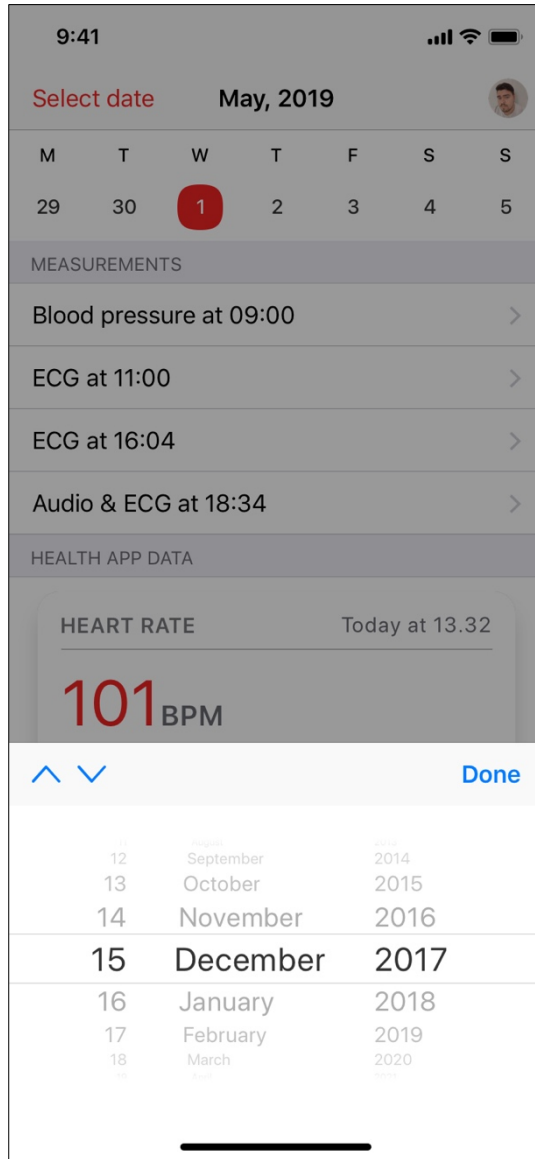 9:41
Select date May, 2019
M T W T F S S
29 30 1 2 3 4 5
MEASUREMENTS
Blood pressure at 09:00
ECG at 11:00
ECG at 16:04
Audio & ECG at 18:34
HEALTH APP DATA
HEART RATE Today at 13.32
101 BPM
Done
12 September 2014
13 October 2015
14 November 2016
15 December 2017
16 January 2018
17 February 2019
18 March 2020